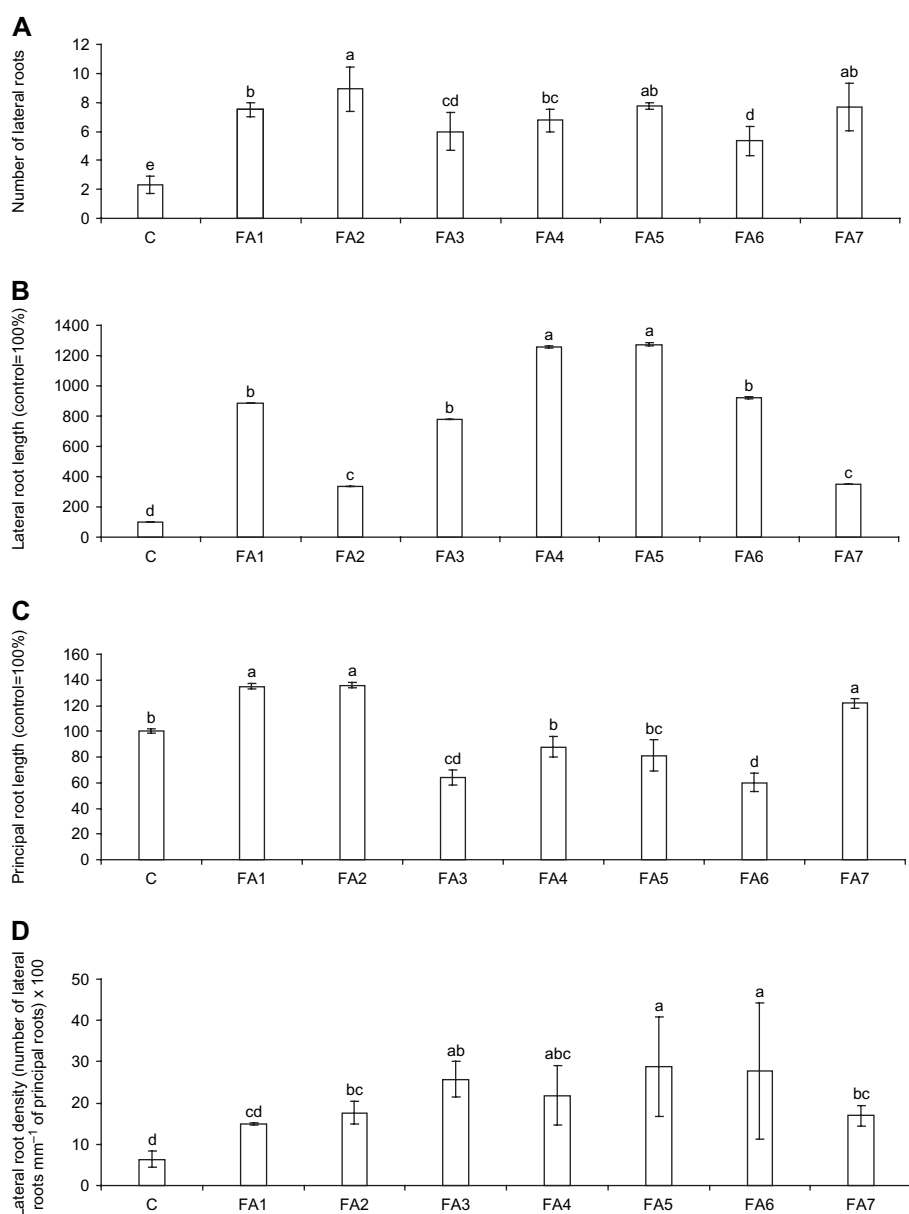 A
Number of lateral roots
12
10
8
6
4
2
0
e
b
a
cd
bc
ab
d
ab
C FA1 FA2 FA3 FA4 FA5 FA6 FA7
B
Lateral root length (control=100%)
1400
1200
1000
800
600
400
200
0
d
b
c
b
a
a
b
c
C FA1 FA2 FA3 FA4 FA5 FA6 FA7
C
Principal root length (control=100%)
160
140
120
100
80
60
40
20
0
b
a
a
cd
b
bc
d
a
C FA1 FA2 FA3 FA4 FA5 FA6 FA7
D
Lateral root density (number of lateral
roots mm⁻¹ of principal roots) x 100
50
40
30
20
10
0
d
cd
bc
ab
abc
a
a
bc
C FA1 FA2 FA3 FA4 FA5 FA6 FA7